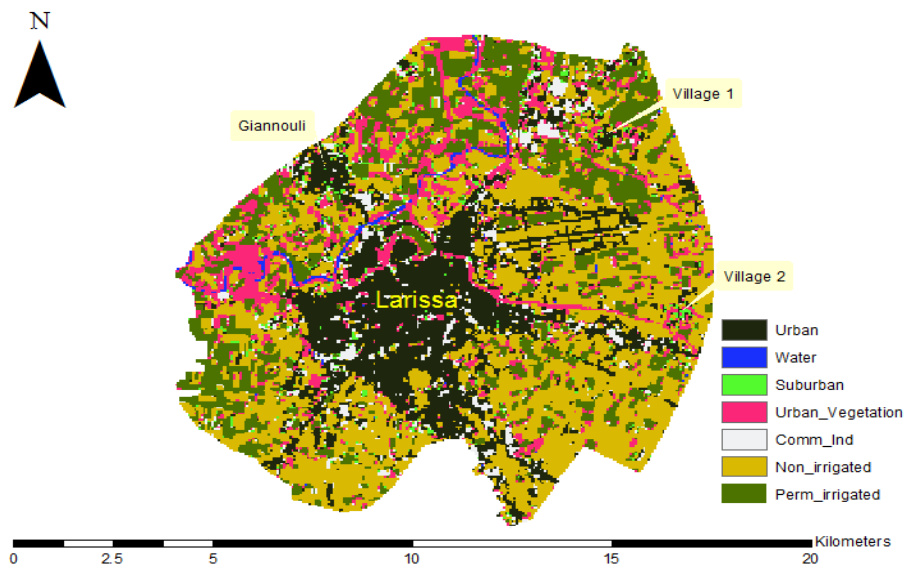 N
Village 1
Giannouli
Village 2
Larissa
Urban
Water
Suburban
Urban_Vegetation
Comm_Ind
Non_irrigated
Perm_irrigated
Kilometers
0 2.5 5 10 15 20